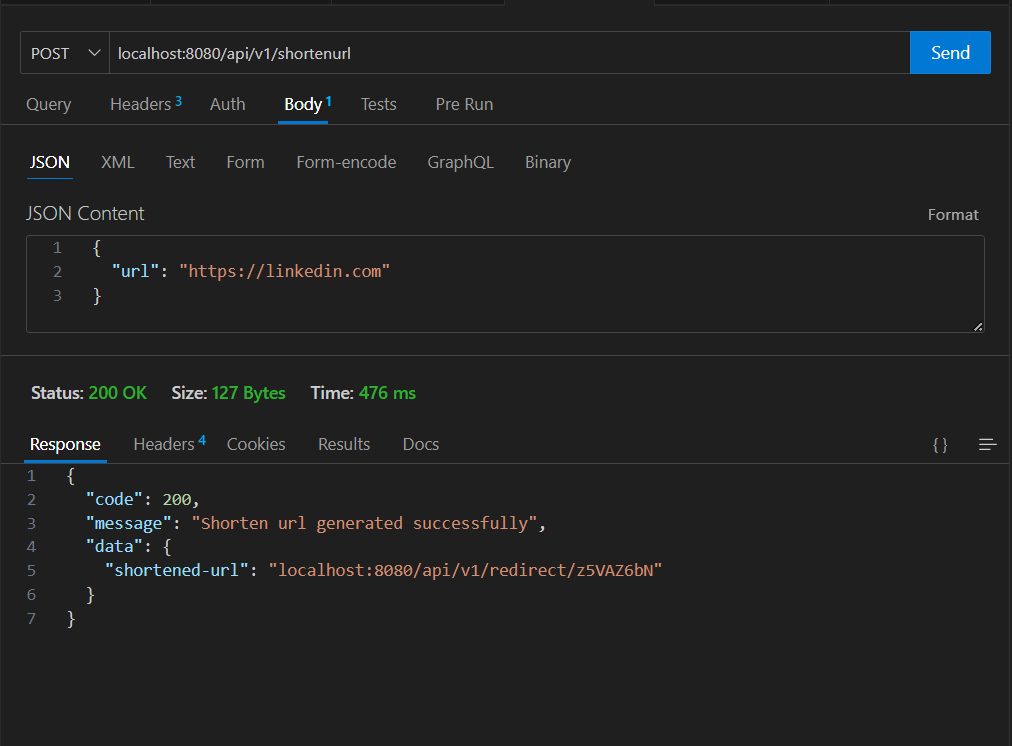 POST localhost:8080/api/v1/shortenurl Send
Query Headers 3 Auth Body 1 Tests Pre Run
JSON XML Text Form Form-encode GraphQL Binary
JSON Content Format
1 {
2 "url": "https://linkedin.com"
3 }
Status: 200 OK Size: 127 Bytes Time: 476 ms
Response Headers 4 Cookies Results Docs {}
1 {
2 "code": 200,
3 "message": "Shorten url generated successfully",
4 "data": {
5 "shortened-url": "localhost:8080/api/v1/redirect/z5VAZ6bN"
6 }
7 }